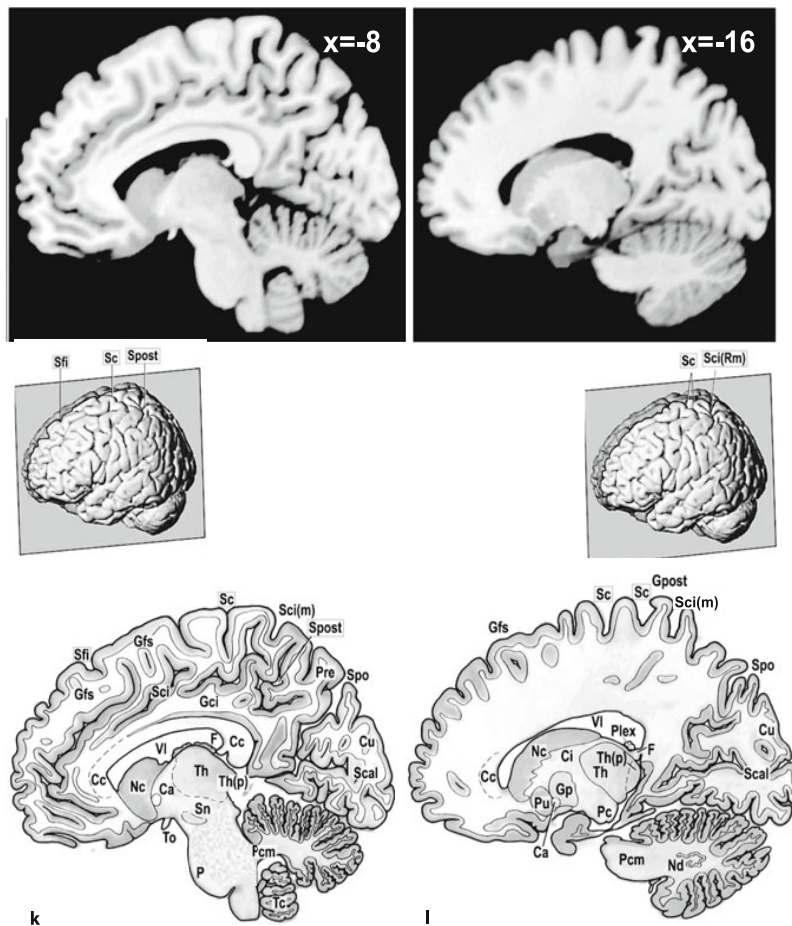 x=-8
x=-16
Sfi Sc Spost
Sc Sci(Rm)
Sc
Sci(m)
Spost
Gfs
Sfi
Pre
Spo
Gfs
Sci
Gci
Vl
F
Cc
Cu
Cc
Nc
Ca
Th
Th(p)
Scal
Sn
To
P
Pcm
Tc
k
Sc
Sc
Gpost
Sci(m)
Gfs
Spo
Vl
Plex
F
Cu
Nc
Ci
Th(p)
Th
Cc
Scal
Pu
Gp
Pc
Ca
Pcm
Nd
l